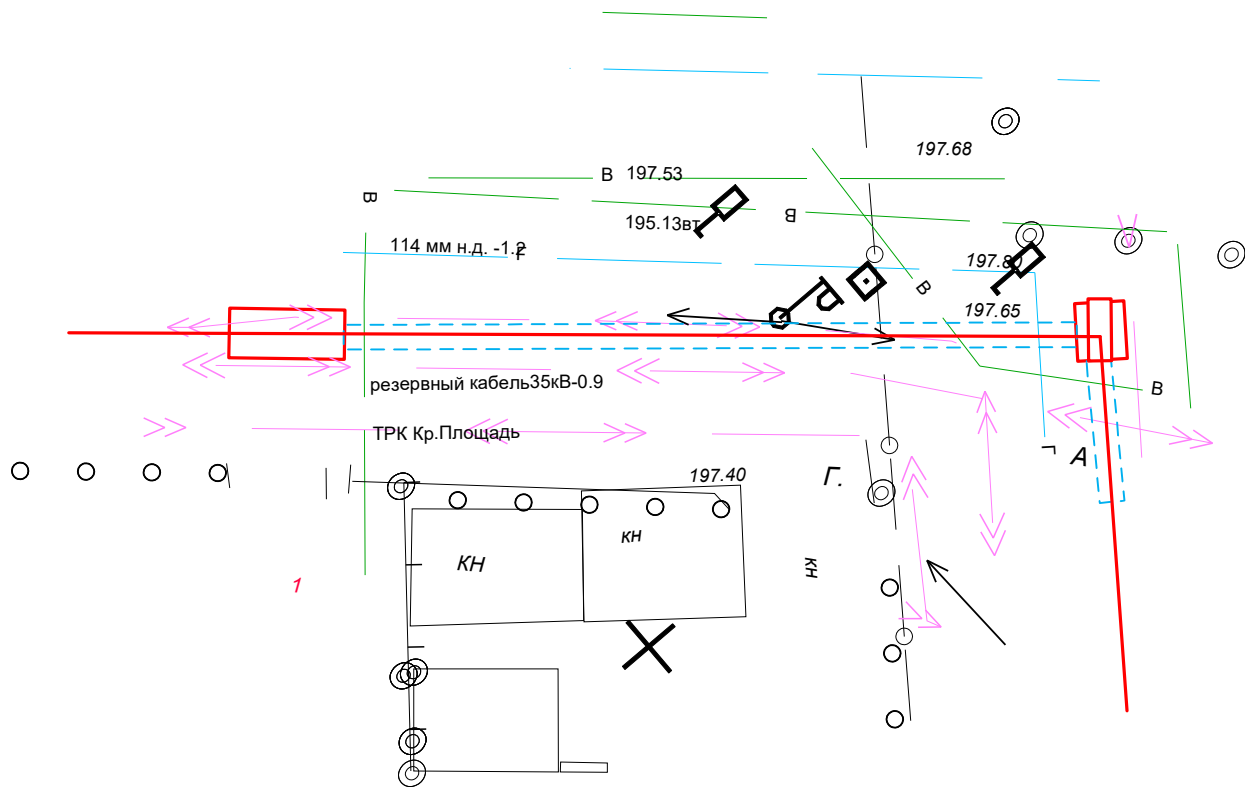 197.68
В 197.53
В
В
195.13вт
114 мм н.д. -1.2
Г
197.8
В
197.65
резервный кабель35кВ-0.9
В
ТРК Кр.Площадь
Г
А
197.40
Г.
кн
КН
кн
1